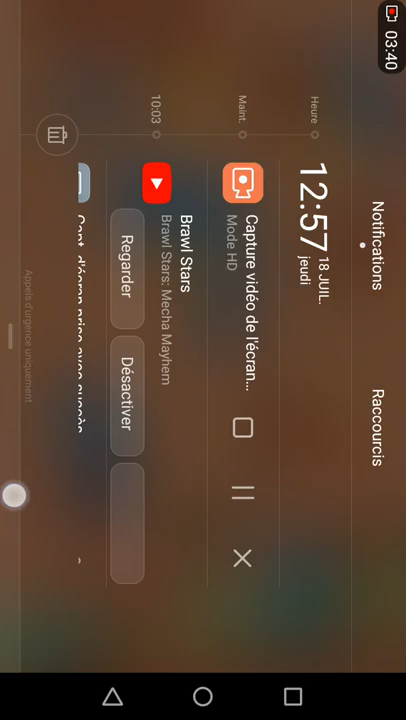 03:40
Notifications
Raccourcis
Heure
12:57
18 JUIL.
jeudi
Maint.
Capture vidéo de l'écran...
Mode HD
10:03
Brawl Stars
Brawl Stars: Mecha Mayhem
Regarder
Désactiver
Appels d'urgence uniquement